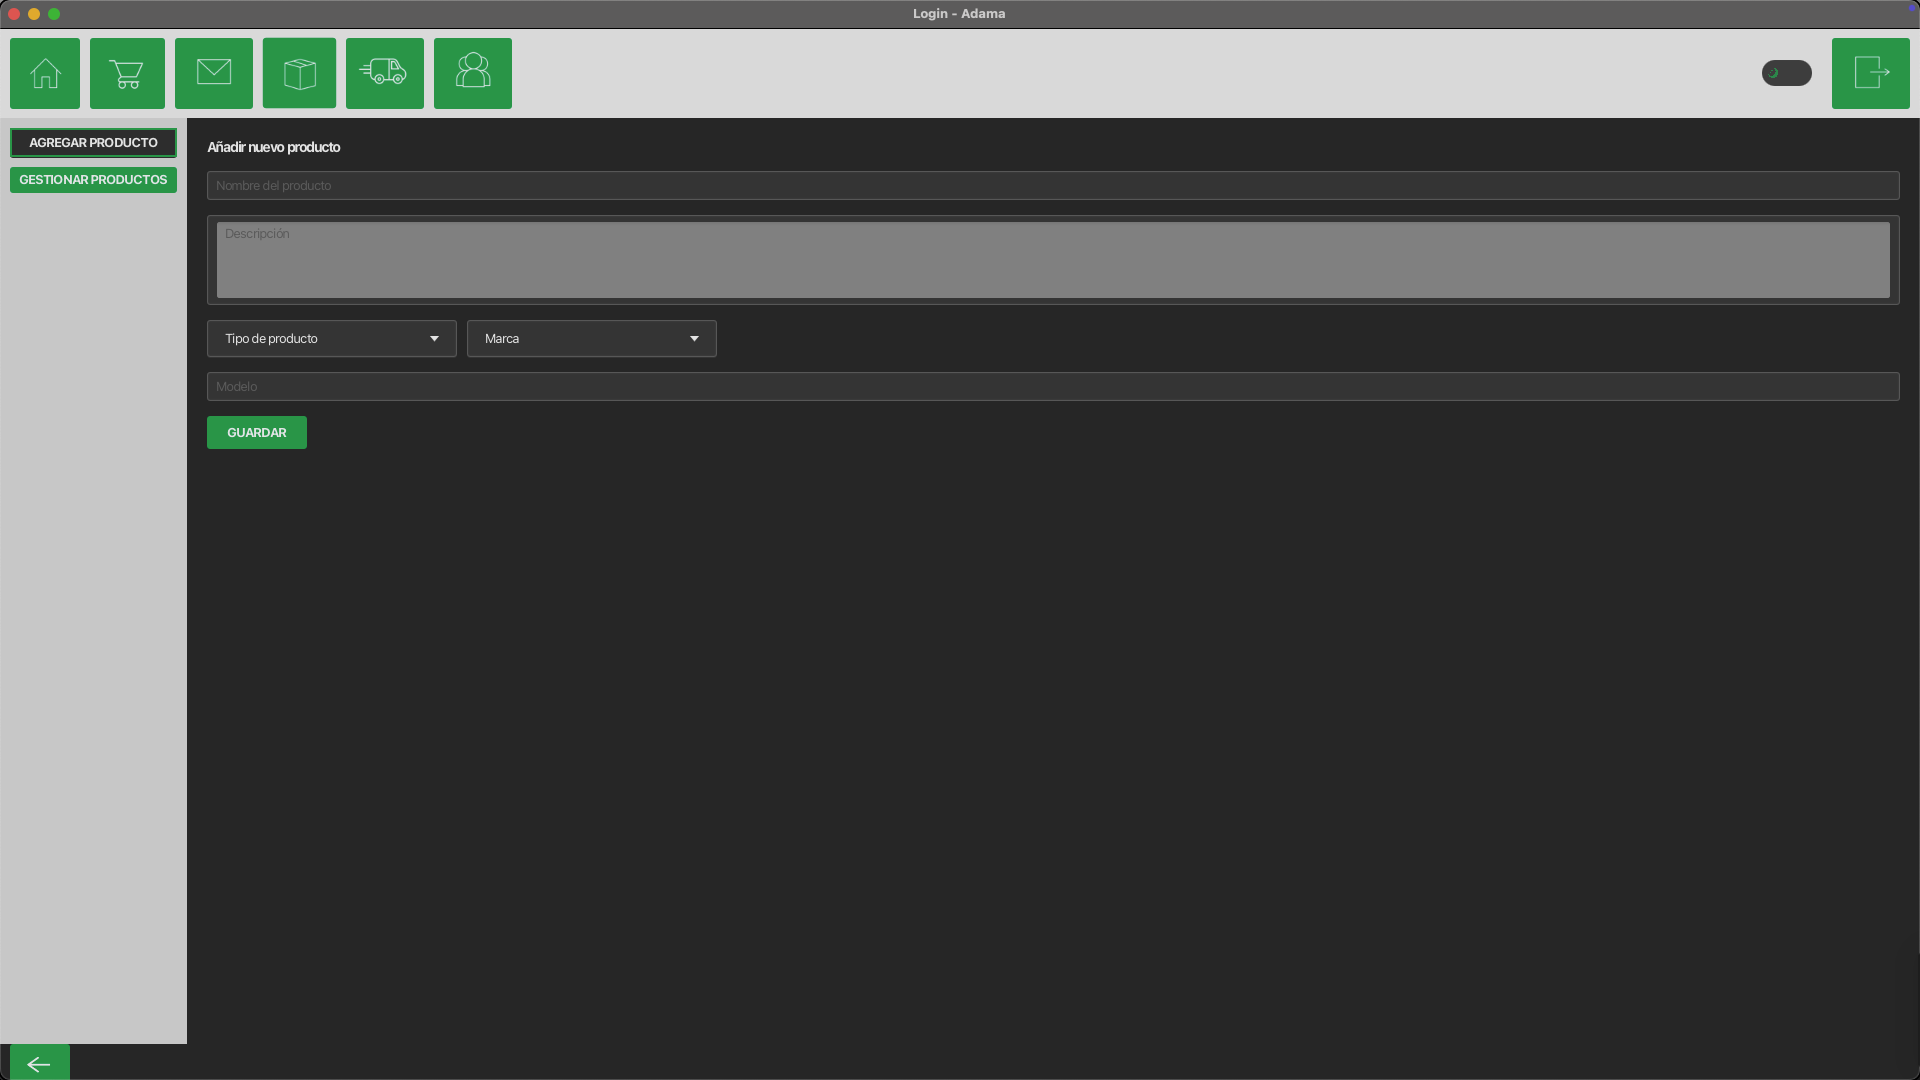 Login - Adama
AGREGAR PRODUCTO
GESTIONAR PRODUCTOS
Añadir nuevo producto
Nombre del producto
Descripción
Tipo de producto
Marca
Modelo
GUARDAR